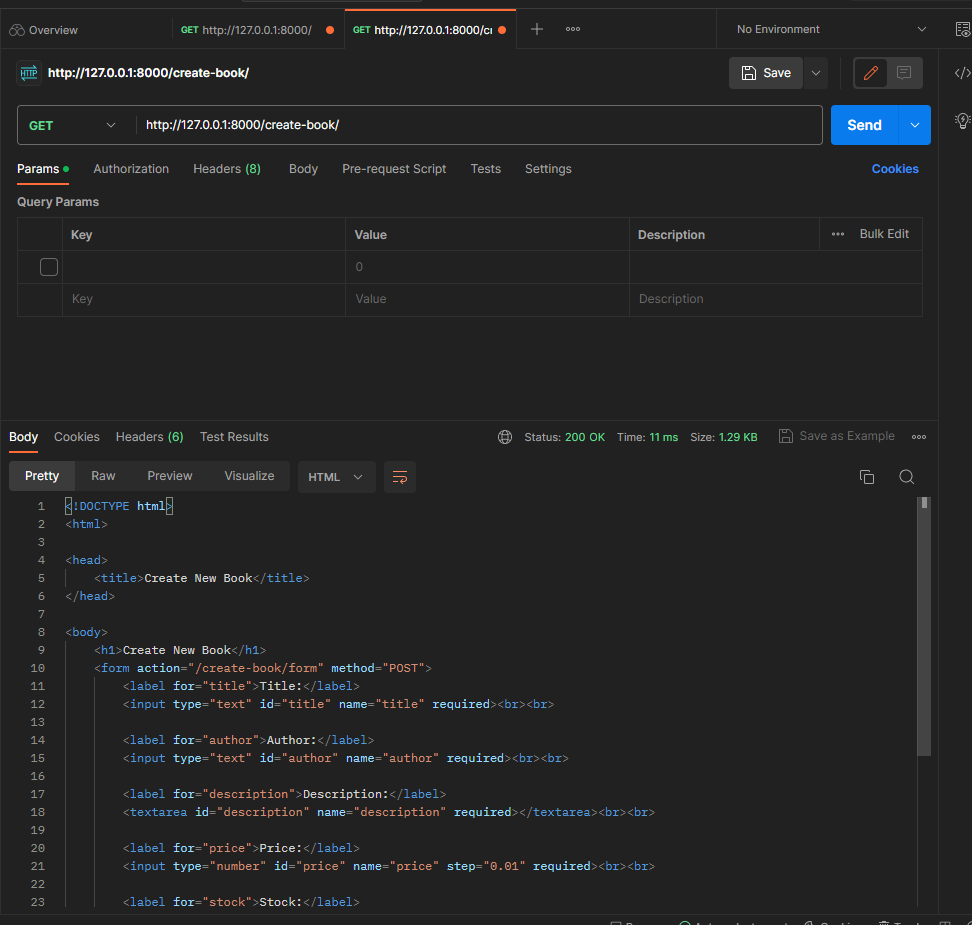 Overview GET http://127.0.0.1:8000/ GET http://127.0.0.1:8000/cr No Environment
HTTP http://127.0.0.1:8000/create-book/ Save
GET http://127.0.0.1:8000/create-book/ Send
Params Authorization Headers (8) Body Pre-request Script Tests Settings Cookies
Query Params
Key Value Description Bulk Edit
0
Key Value Description
Body Cookies Headers (6) Test Results Status: 200 OK Time: 11 ms Size: 1.29 KB Save as Example
Pretty Raw Preview Visualize HTML
1 <!DOCTYPE html>
2 <html>
3
4 <head>
5 <title>Create New Book</title>
6 </head>
7
8 <body>
9 <h1>Create New Book</h1>
10 <form action="/create-book/form" method="POST">
11 <label for="title">Title:</label>
12 <input type="text" id="title" name="title" required><br><br>
13
14 <label for="author">Author:</label>
15 <input type="text" id="author" name="author" required><br><br>
16
17 <label for="description">Description:</label>
18 <textarea id="description" name="description" required></textarea><br><br>
19
20 <label for="price">Price:</label>
21 <input type="number" id="price" name="price" step="0.01" required><br><br>
22
23 <label for="stock">Stock:</label>